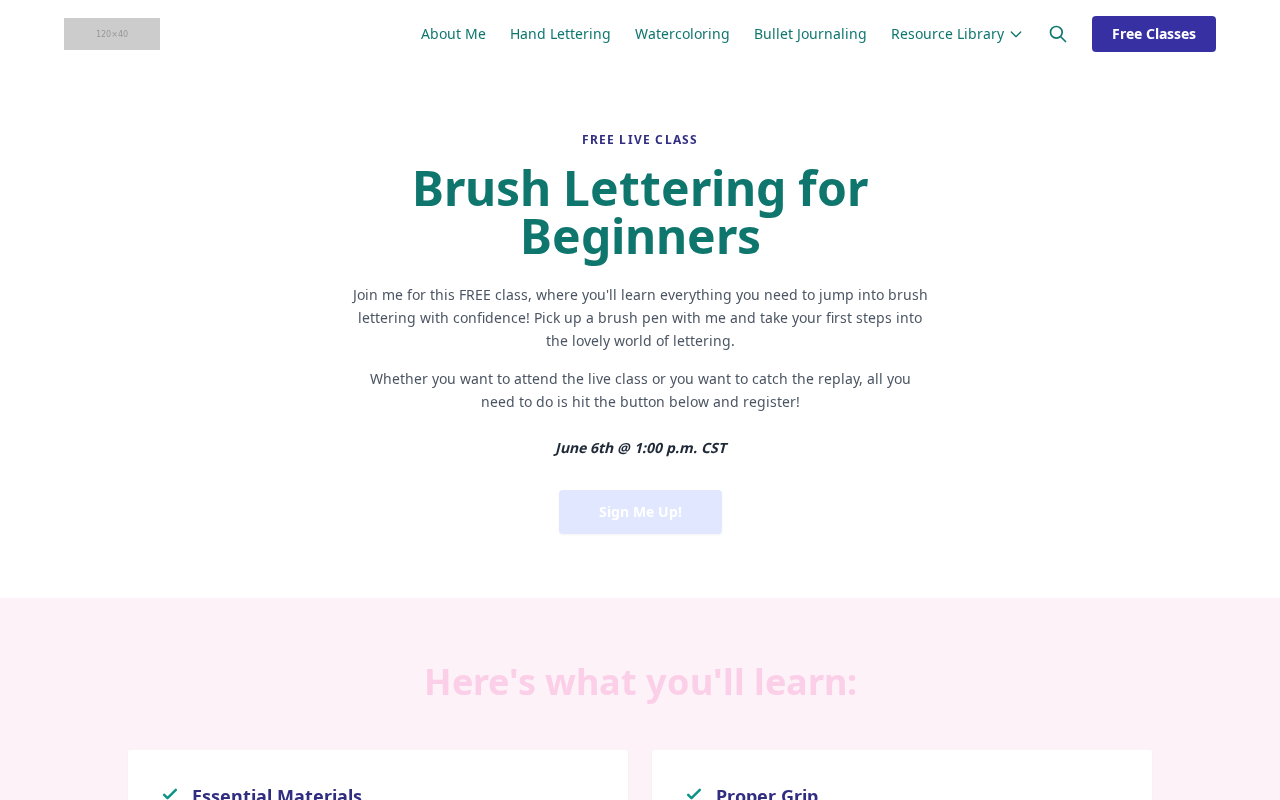 120×40
About Me
Hand Lettering
Watercoloring
Bullet Journaling
Resource Library
Free Classes
FREE LIVE CLASS
Brush Lettering for
Beginners
Join me for this FREE class, where you'll learn everything you need to jump into brush
lettering with confidence! Pick up a brush pen with me and take your first steps into
the lovely world of lettering.
Whether you want to attend the live class or you want to catch the replay, all you
need to do is hit the button below and register!
June 6th @ 1:00 p.m. CST
Sign Me Up!
Here's what you'll learn:
Essential Materials
Proper Grip